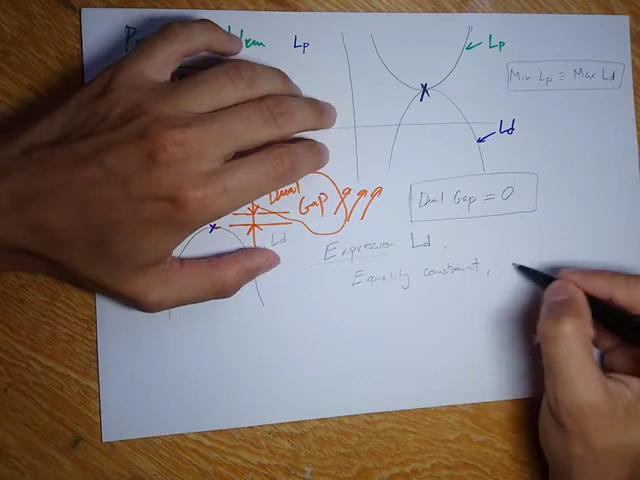 Lp
Lp
Min Lp ≡ Max Ld
Ld
Dual
Gap
Dual Gap = 0
Ld
Expression Ld.
Equality constraint,